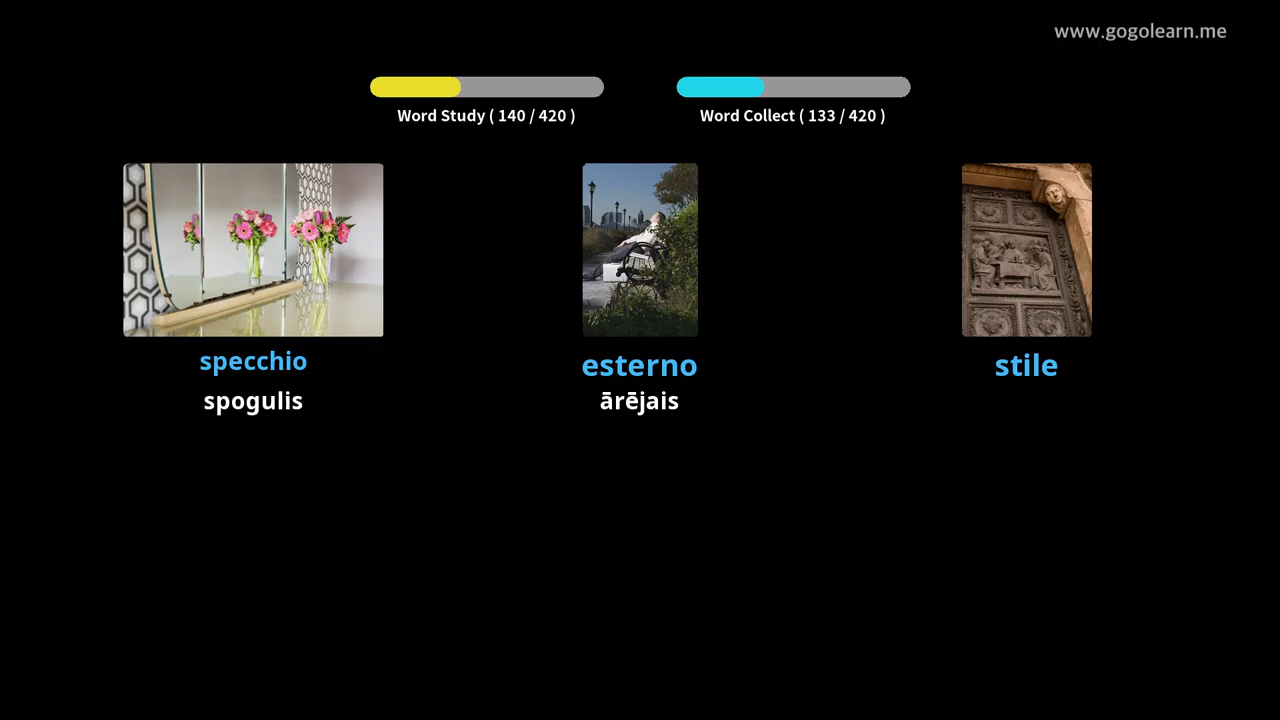 www.gogolearn.me
Word Study ( 140 / 420 )
Word Collect ( 133 / 420 )
specchio
spogulis
esterno
ārējais
stile